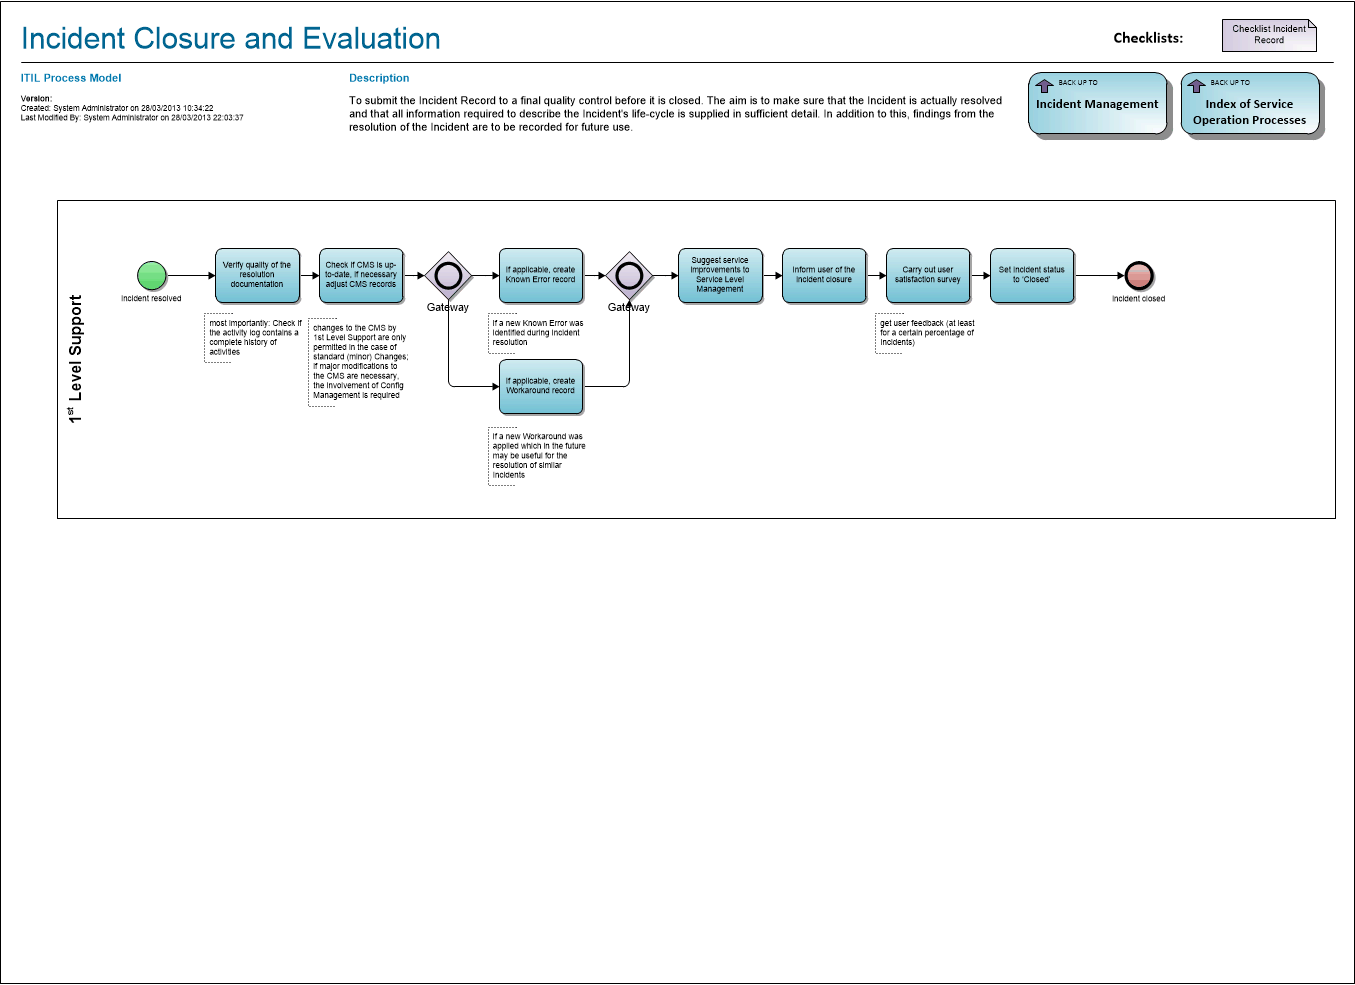 Incident Closure and Evaluation
Checklists:
Checklist Incident
Record
ITIL Process Model
Version:
Created: System Administrator on 28/03/2013 10:34:22
Last Modified By: System Administrator on 28/03/2013 22:03:37
Description
To submit the Incident Record to a final quality control before it is closed. The aim is to make sure that the Incident is actually resolved
and that all information required to describe the Incident's life-cycle is supplied in sufficient detail. In addition to this, findings from the
resolution of the Incident are to be recorded for future use.
BACK UP TO
Incident Management
BACK UP TO
Index of Service
Operation Processes
1st Level Support
Incident resolved
Verify quality of the
resolution
documentation
most importantly: Check if
the activity log contains a
complete history of
activities
Check if CMS is up-
to-date, if necessary
adjust CMS records
changes to the CMS by
1st Level Support are only
permitted in the case of
standard (minor) Changes;
if major modifications to
the CMS are necessary,
the involvement of Config
Management is required
Gateway
If applicable, create
Known Error record
if a new Known Error was
identified during Incident
resolution
If applicable, create
Workaround record
if a new Workaround was
applied which in the future
may be useful for the
resolution of similar
Incidents
Gateway
Suggest service
improvements to
Service Level
Management
Inform user of the
Incident closure
Carry out user
satisfaction survey
get user feedback (at least
for a certain percentage of
Incidents)
Set Incident status
to 'Closed'
Incident closed